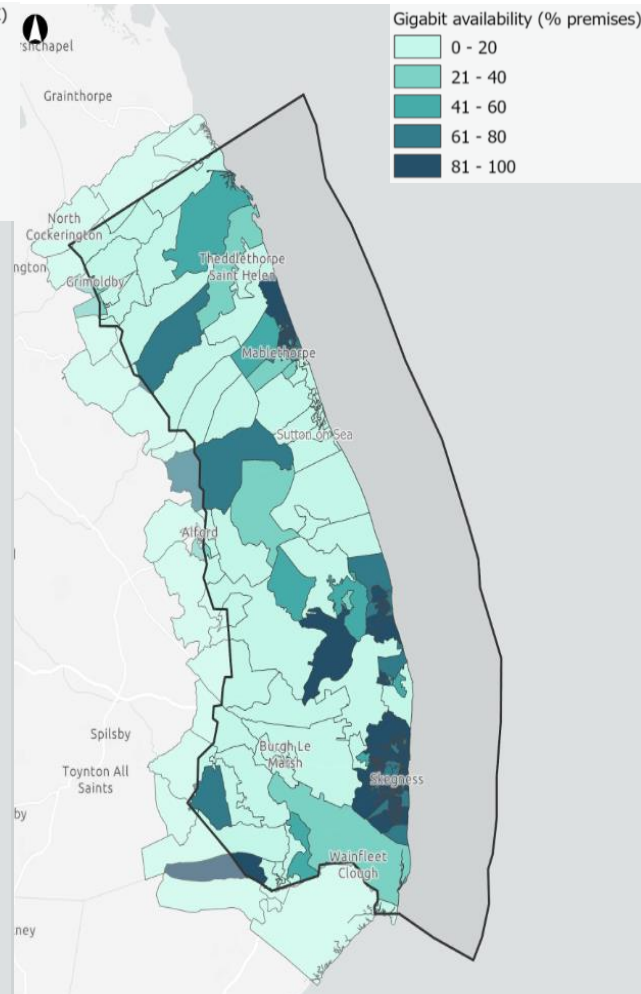 Gigabit availability (% premises)
0 - 20
21 - 40
41 - 60
61 - 80
81 - 100
Grainthorpe
North
Cockerington
Grimoldby
Theddlethorpe
Saint Helen
Mablethorpe
Sutton on Sea
Alford
Spilsby
Toynton All
Saints
Burgh Le
Marsh
Skegness
Wainfleet
Clough